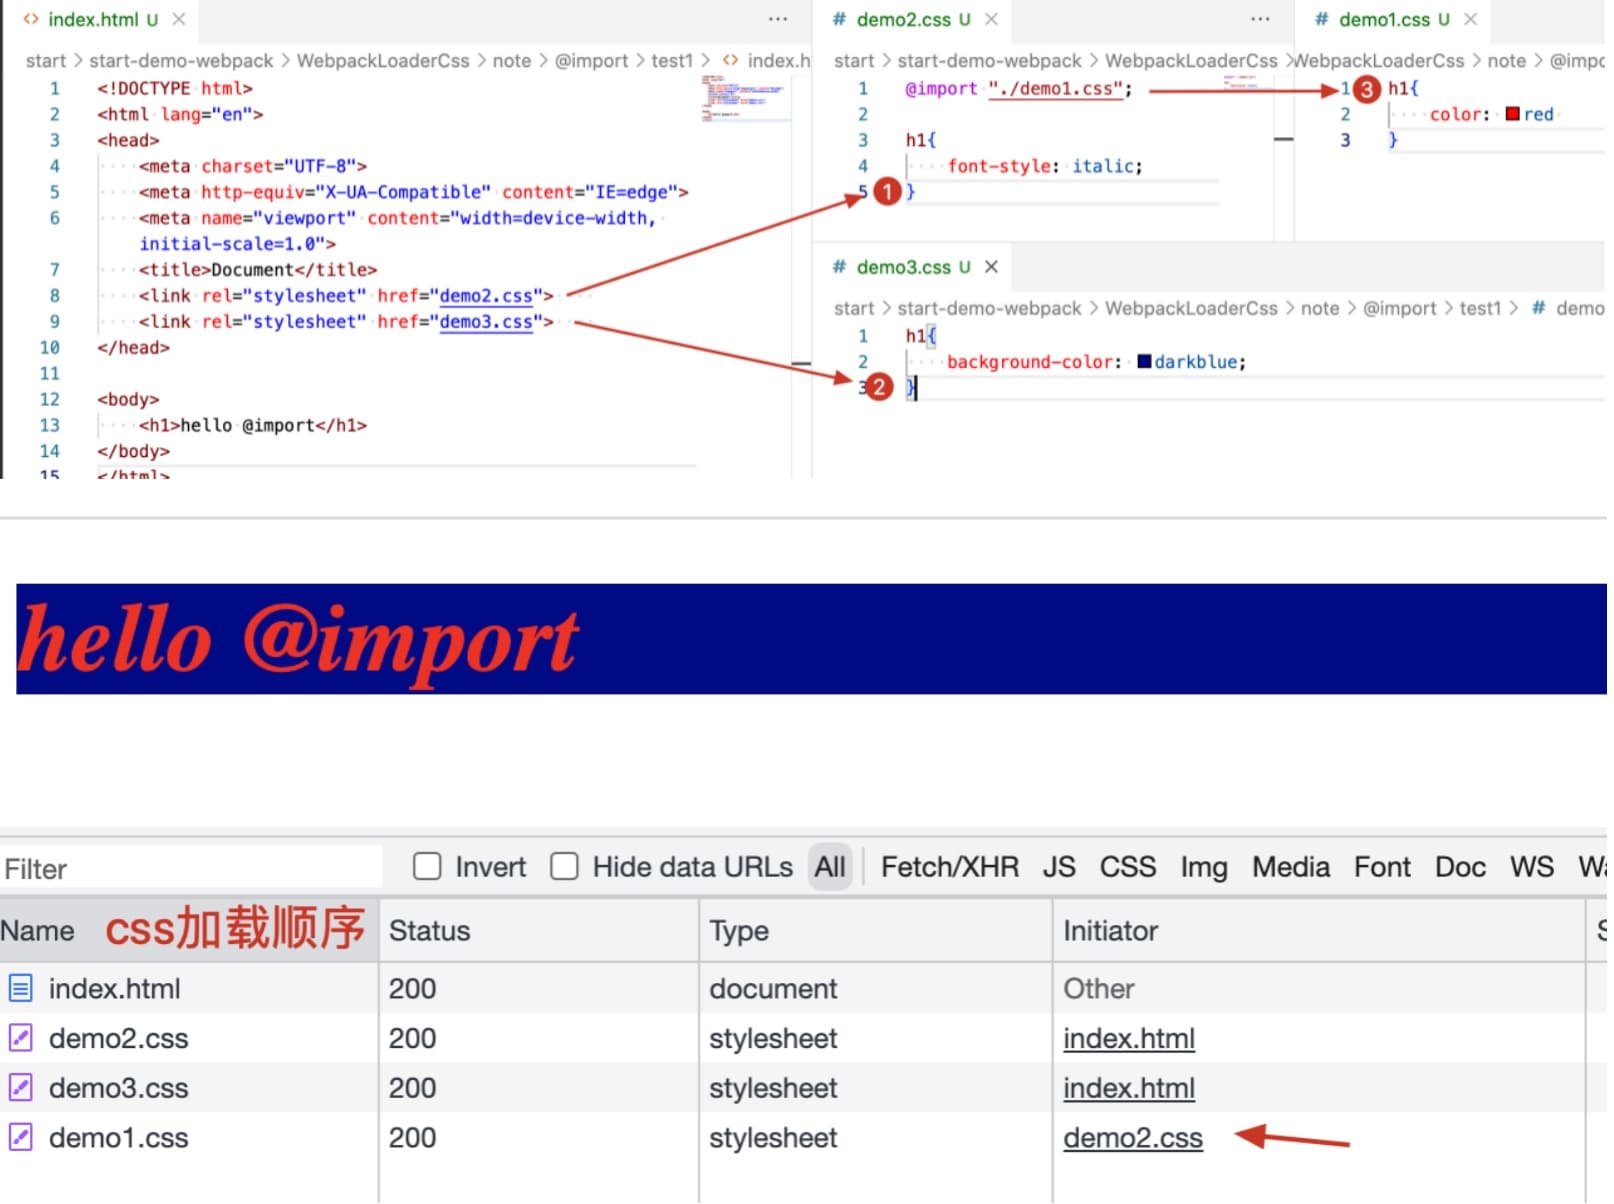 index.html U
start > start-demo-webpack > WebpackLoaderCss > note > @import > test1 > index.h
1 <!DOCTYPE html>
2 <html lang="en">
3 <head>
4 <meta charset="UTF-8">
5 <meta http-equiv="X-UA-Compatible" content="IE=edge">
6 <meta name="viewport" content="width=device-width,
initial-scale=1.0">
7 <title>Document</title>
8 <link rel="stylesheet" href="demo2.css">
9 <link rel="stylesheet" href="demo3.css">
10 </head>
11
12 <body>
13 <h1>hello @import</h1>
14 </body>
15 </html>
# demo2.css U
start > start-demo-webpack > WebpackLoaderCss >
1 @import "./demo1.css";
2
3 h1{
4 font-style: italic;
5 1 }
# demo1.css U
WebpackLoaderCss > note > @impo
1 3 h1{
2 color: red
3 }
# demo3.css U
start > start-demo-webpack > WebpackLoaderCss > note > @import > test1 > # demo
1 h1{
2 background-color: darkblue;
3 2 }
hello @import
Filter Invert Hide data URLs All Fetch/XHR JS CSS Img Media Font Doc WS Wa
Name css加载顺序 Status Type Initiator S
index.html 200 document Other
demo2.css 200 stylesheet index.html
demo3.css 200 stylesheet index.html
demo1.css 200 stylesheet demo2.css